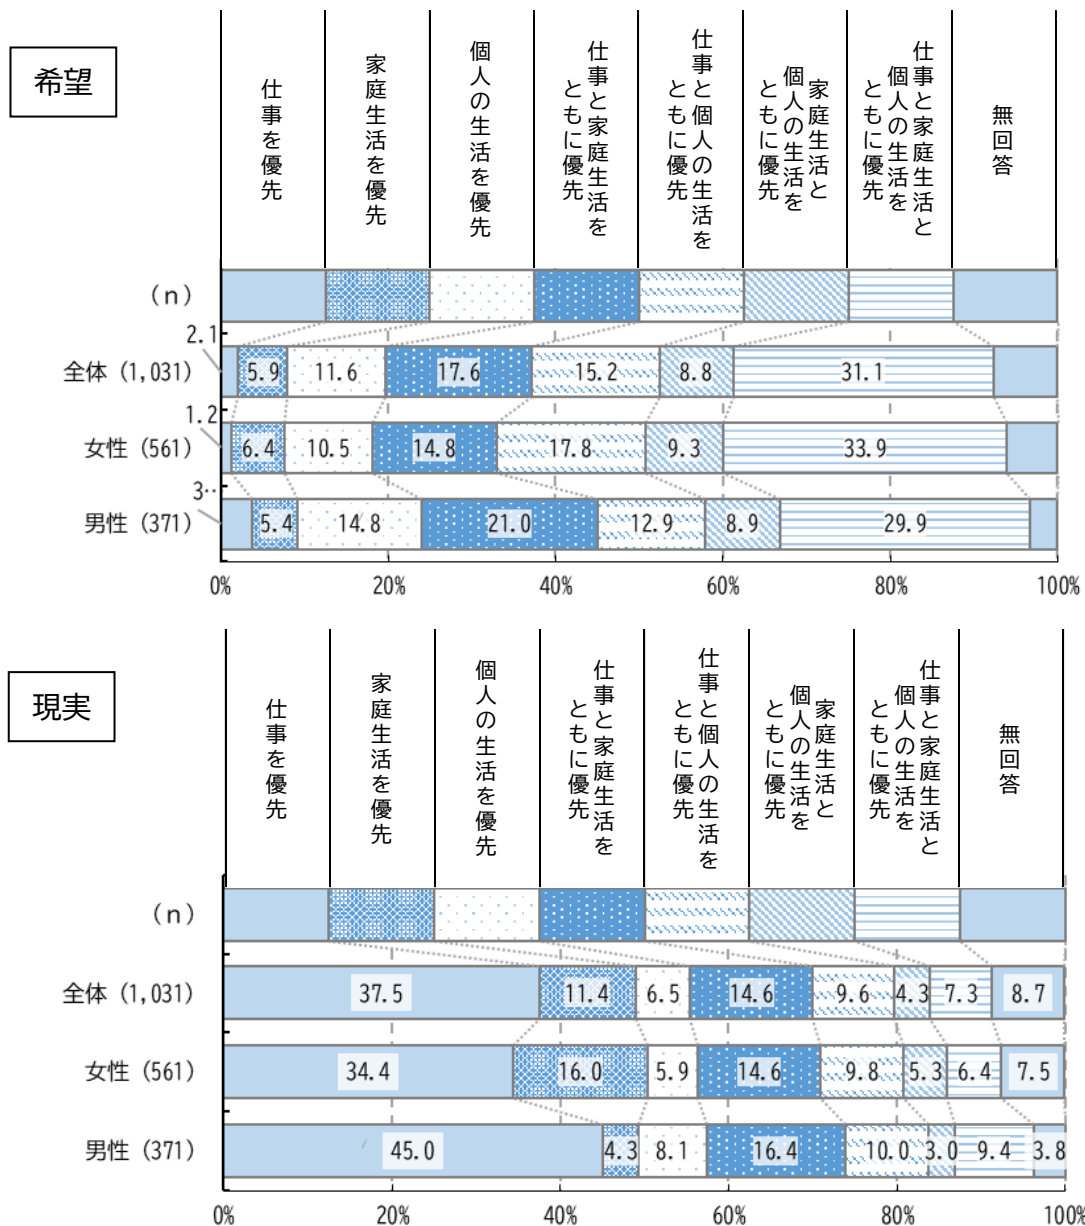 希望
仕事を優先
家庭生活を優先
個人の生活を優先
仕事と家庭生活を
ともに優先
仕事と個人の生活を
ともに優先
家庭生活と
個人の生活を
ともに優先
仕事と家庭生活と
個人の生活を
ともに優先
無回答
(n)
2.1
全体 (1,031) 5.9 11.6 17.6 15.2 8.8 31.1
1.2
女性 (561) 6.4 10.5 14.8 17.8 9.3 33.9
3‥
男性 (371) 5.4 14.8 21.0 12.9 8.9 29.9
0% 20% 40% 60% 80% 100%
現実
仕事を優先
家庭生活を優先
個人の生活を優先
仕事と家庭生活を
ともに優先
仕事と個人の生活を
ともに優先
家庭生活と
個人の生活を
ともに優先
仕事と家庭生活と
個人の生活を
ともに優先
無回答
(n)
全体 (1,031) 37.5 11.4 6.5 14.6 9.6 4.3 7.3 8.7
女性 (561) 34.4 16.0 5.9 14.6 9.8 5.3 6.4 7.5
男性 (371) 45.0 4.3 8.1 16.4 10.0 3.0 9.4 3.8
0% 20% 40% 60% 80% 100%